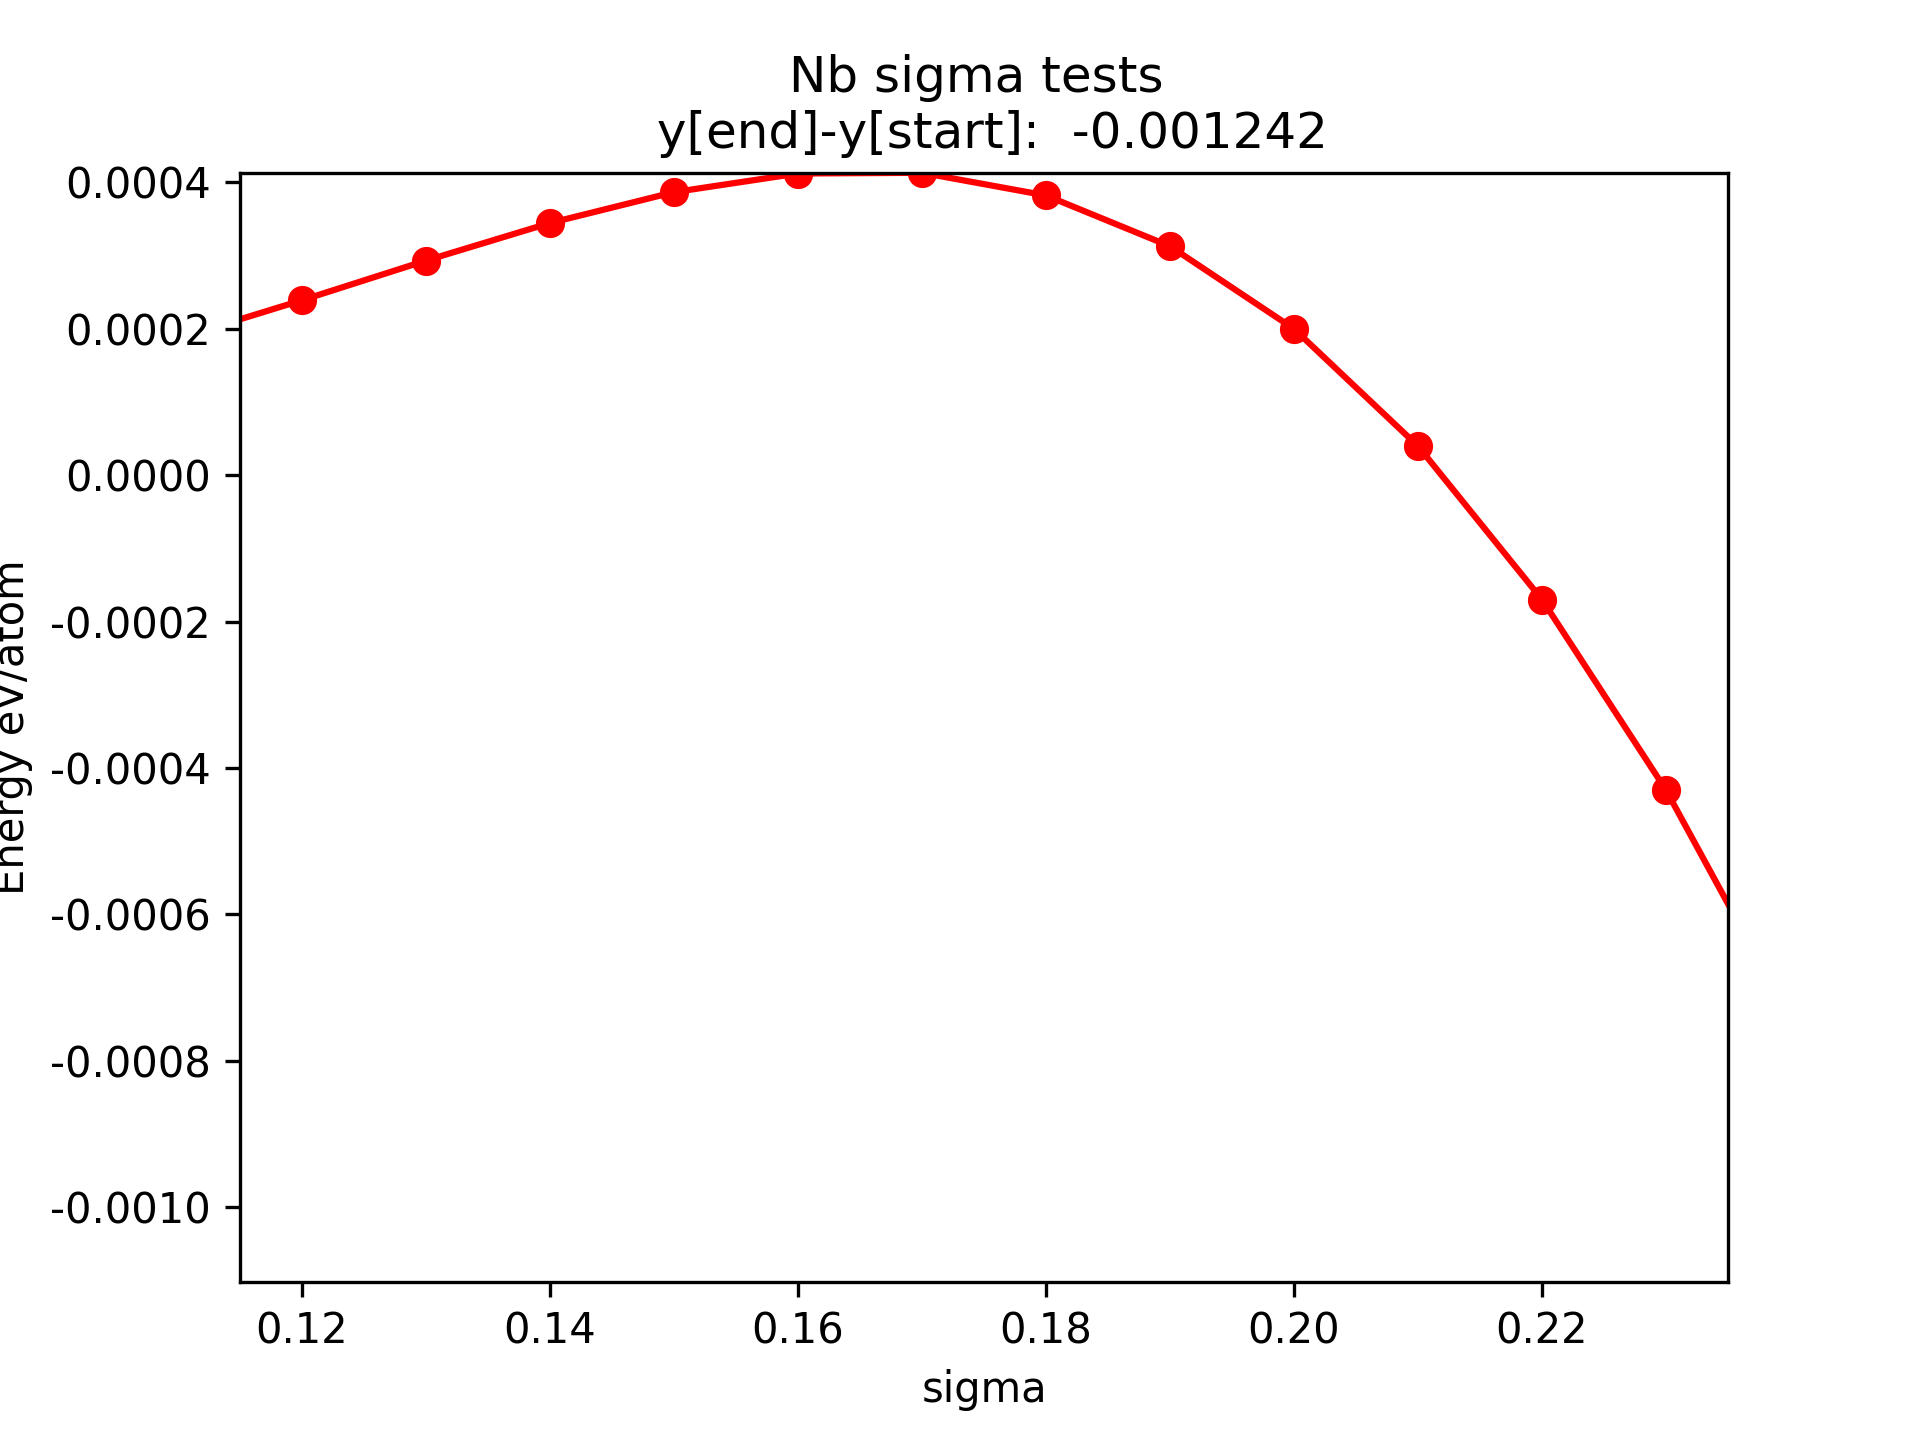 Nb sigma tests
y[end]-y[start]: -0.001242
0.0004
0.0002
0.0000
-0.0002
-0.0004
-0.0006
-0.0008
-0.0010
Energy eV/atom
0.12 0.14 0.16 0.18 0.20 0.22
sigma